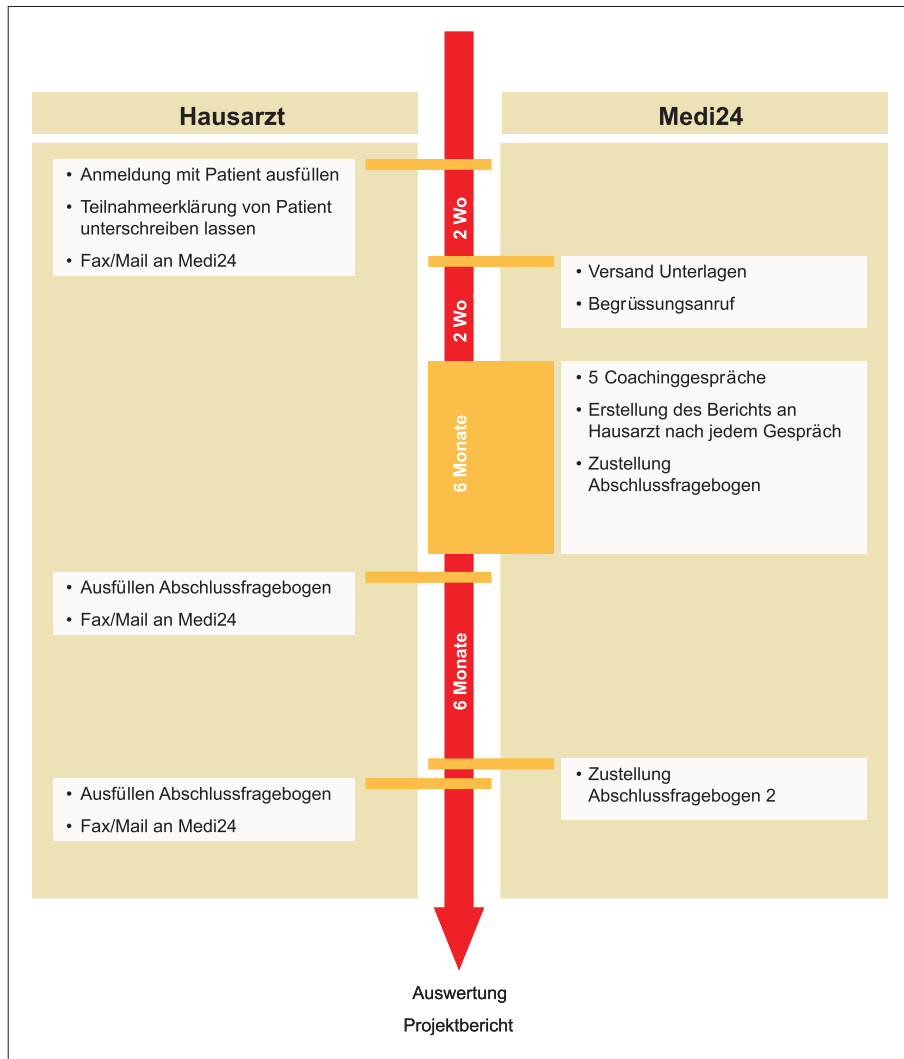 Hausarzt
Medi24
• Anmeldung mit Patient ausfüllen
• Teilnahmeerklärung von Patient
unterschreiben lassen
• Fax/Mail an Medi24
2 Wo
• Versand Unterlagen
• Begrüssungsanruf
2 Wo
• 5 Coachinggespräche
• Erstellung des Berichts an
Hausarzt nach jedem Gespräch
• Zustellung
Abschlussfragebogen
6 Monate
• Ausfüllen Abschlussfragebogen
• Fax/Mail an Medi24
6 Monate
• Zustellung
Abschlussfragebogen 2
• Ausfüllen Abschlussfragebogen
• Fax/Mail an Medi24
Auswertung
Projektbericht